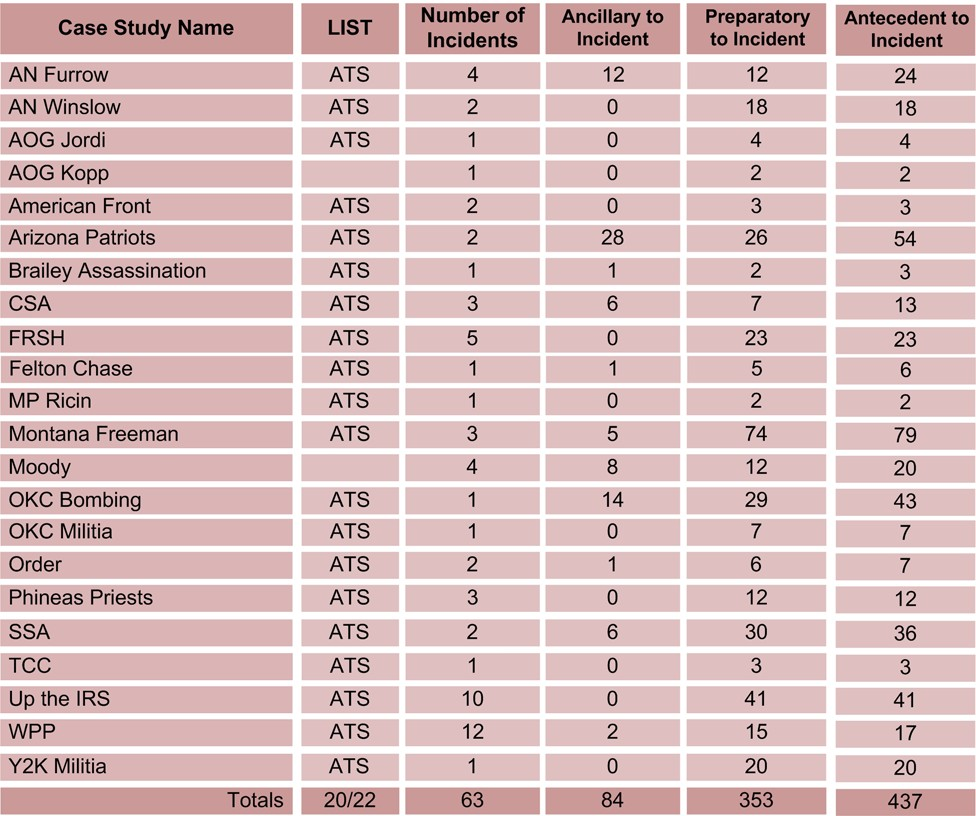 Case Study Name LIST Number of Incidents Ancillary to Incident Preparatory to Incident Antecedent to Incident
AN Furrow ATS 4 12 12 24
AN Winslow ATS 2 0 18 18
AOG Jordi ATS 1 0 4 4
AOG Kopp 1 0 2 2
American Front ATS 2 0 3 3
Arizona Patriots ATS 2 28 26 54
Brailey Assassination ATS 1 1 2 3
CSA ATS 3 6 7 13
FRSH ATS 5 0 23 23
Felton Chase ATS 1 1 5 6
MP Ricin ATS 1 0 2 2
Montana Freeman ATS 3 5 74 79
Moody 4 8 12 20
OKC Bombing ATS 1 14 29 43
OKC Militia ATS 1 0 7 7
Order ATS 2 1 6 7
Phineas Priests ATS 3 0 12 12
SSA ATS 2 6 30 36
TCC ATS 1 0 3 3
Up the IRS ATS 10 0 41 41
WPP ATS 12 2 15 17
Y2K Militia ATS 1 0 20 20
Totals 20/22 63 84 353 437